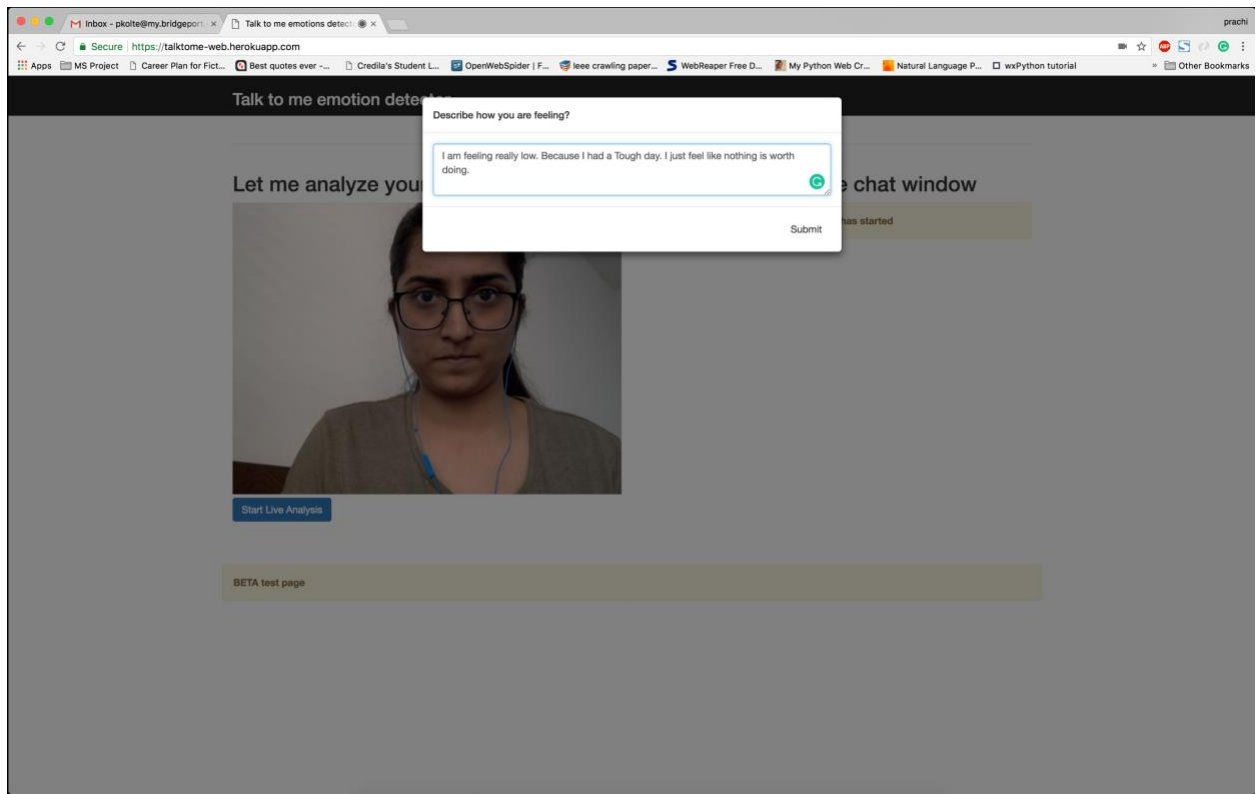 Inbox - pkolte@my.bridgeport.
Talk to me emotions detect
prachi
Secure
https://talktome-web.herokuapp.com
Apps
MS Project
Career Plan for Fict...
Best quotes ever -...
Credila's Student L...
OpenWebSpider | F...
Ieee crawling paper...
WebReaper Free D...
My Python Web Cr...
Natural Language P...
wxPython tutorial
»
Other Bookmarks
Talk to me emotion detector
Describe how you are feeling?
I am feeling really low. Because I had a Tough day. I just feel like nothing is worth
doing.
Submit
Let me analyze you
chat window
has started
Start Live Analysis
BETA test page